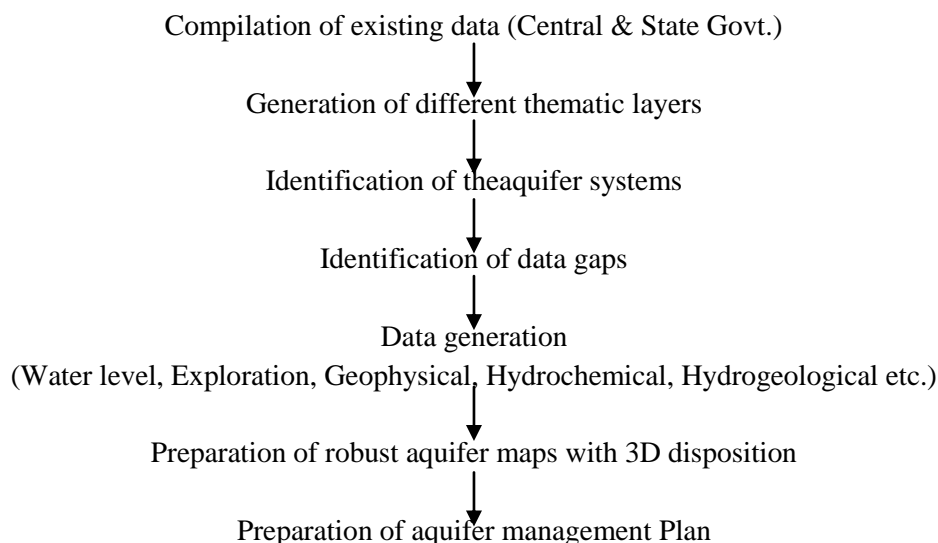 Compilation of existing data (Central & State Govt.)
Generation of different thematic layers
Identification of theaquifer systems
Identification of data gaps
Data generation
(Water level, Exploration, Geophysical, Hydrochemical, Hydrogeological etc.)
Preparation of robust aquifer maps with 3D disposition
Preparation of aquifer management Plan